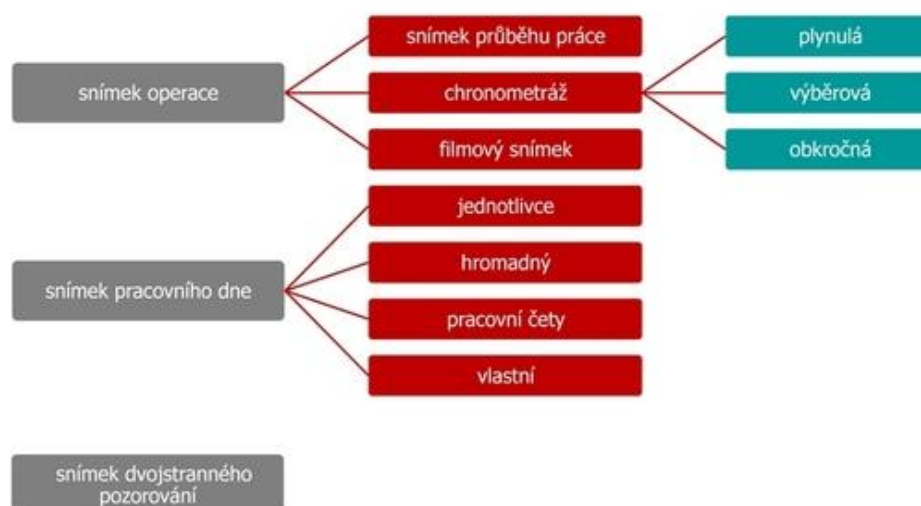 snímek operace
snímek průběhu práce
chronometráž
filmový snímek
plynulá
výběrová
obkročná
snímek pracovního dne
jednotlivce
hromadný
pracovní čety
vlastní
snímek dvojstranného
pozorování